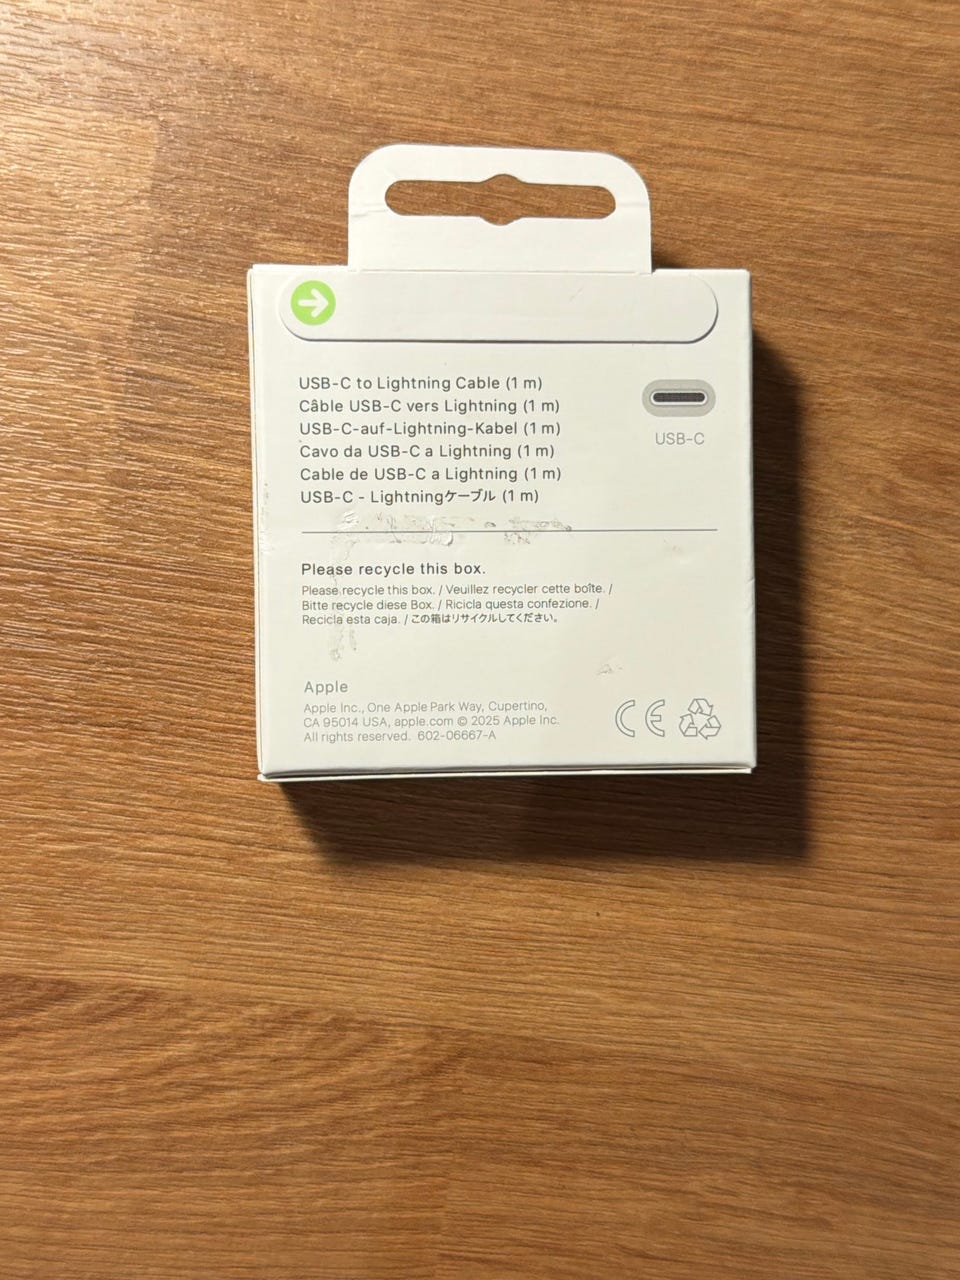 USB-C to Lightning Cable (1 m)
Câble USB-C vers Lightning (1 m)
USB-C-auf-Lightning-Kabel (1 m)
Cavo da USB-C a Lightning (1 m)
Cable de USB-C a Lightning (1 m)
USB-C - Lightningケーブル (1 m)
USB-C
Please recycle this box.
Please recycle this box. / Veuillez recycler cette boîte. /
Bitte recycle diese Box. / Ricicla questa confezione. /
Recicla esta caja. / この箱はリサイクルしてください。
Apple
Apple Inc., One Apple Park Way, Cupertino,
CA 95014 USA, apple.com © 2025 Apple Inc.
All rights reserved. 602-06667-A
CE